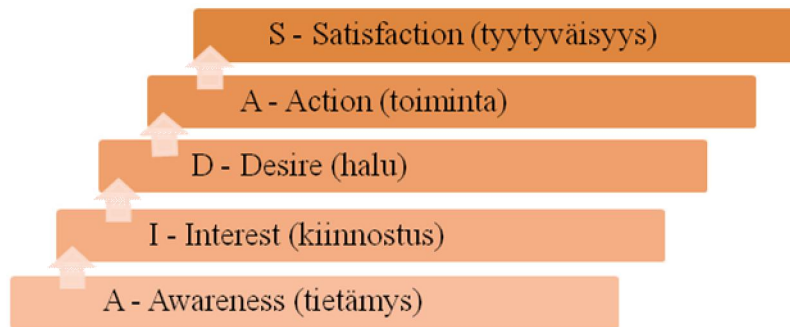 S - Satisfaction (tyytyväisyys)
A - Action (toiminta)
D - Desire (halu)
I - Interest (kiinnostus)
A - Awareness (tietämys)